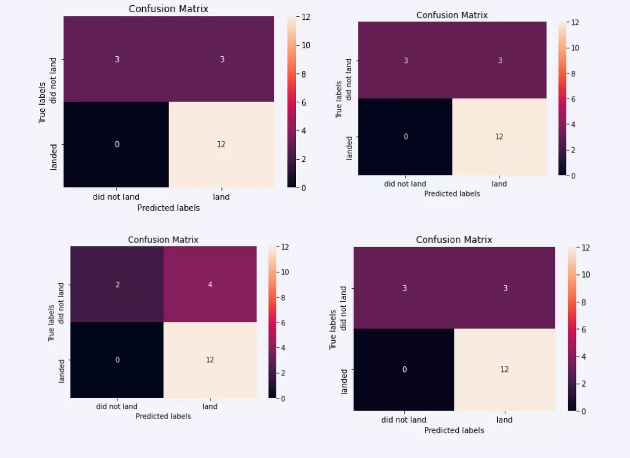 Confusion Matrix
True labels
did not land
landed
3 3
0 12
12
10
8
6
4
2
0
did not land land
Predicted labels
Confusion Matrix
True labels
did not land
landed
3 3
0 12
12
10
8
6
4
2
0
did not land land
Predicted labels
Confusion Matrix
True labels
did not land
landed
2 4
0 12
12
10
8
6
4
2
0
did not land land
Predicted labels
Confusion Matrix
True labels
did not land
landed
3 3
0 12
12
10
8
6
4
2
0
did not land land
Predicted labels